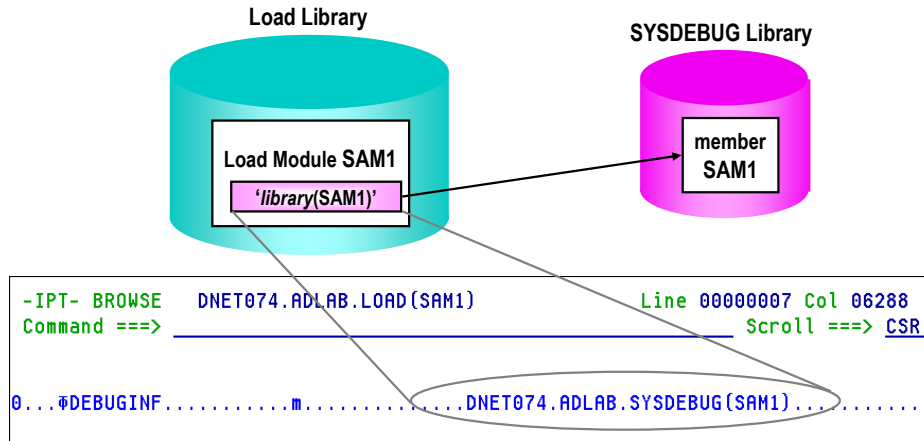 Load Library
SYSDEBUG Library
Load Module SAM1
‘library(SAM1)’
member
SAM1
-IPT- BROWSE DNET074.ADLAB.LOAD(SAM1) Line 00000007 Col 06288
Command ===> Scroll ===> CSR
0...ΦDEBUGINF...........m..............DNET074.ADLAB.SYSDEBUG(SAM1)...........